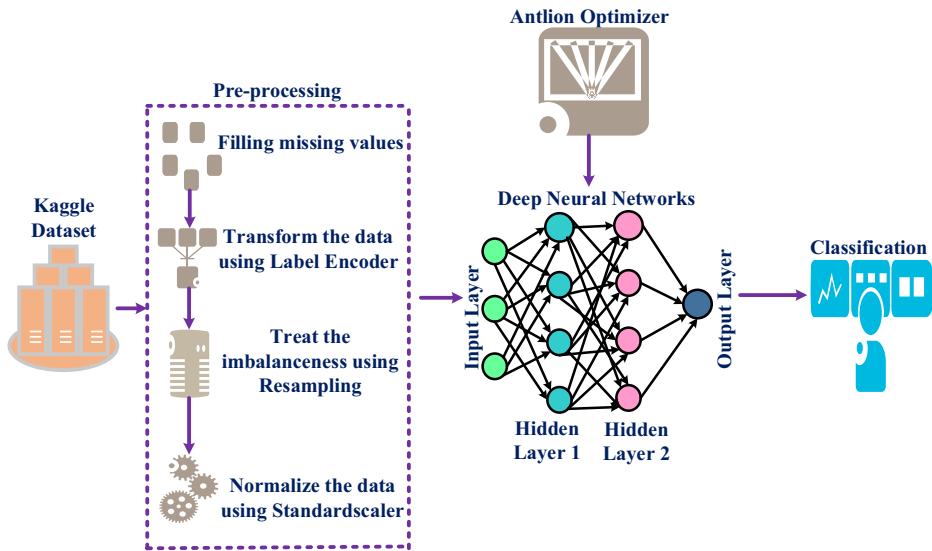 Antlion Optimizer
Pre-processing
Filling missing values
Kaggle
Dataset
Transform the data
using Label Encoder
Treat the
imbalanceness using
Resampling
Normalize the data
using Standardscaler
Deep Neural Networks
Input Layer
Hidden
Layer 1
Hidden
Layer 2
Output Layer
Classification